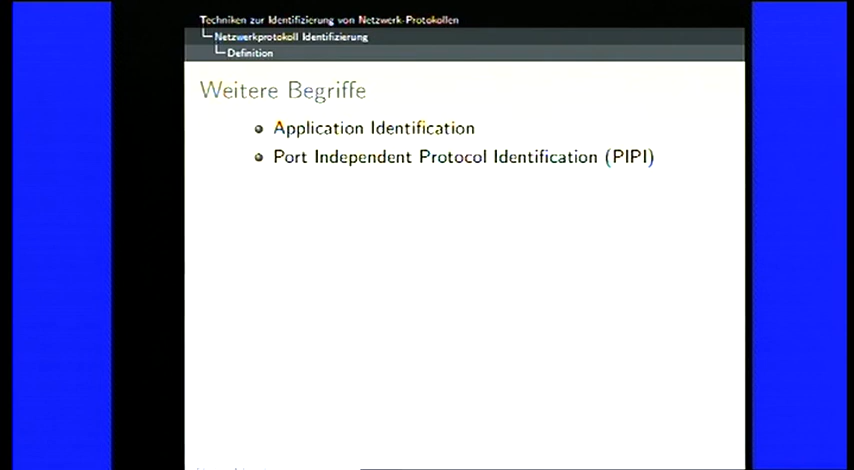 Techniken zur Identifizierung von Netzwerk-Protokollen
Netzwerkprotokoll Identifizierung
Definition
Weitere Begriffe
Application Identification
Port Independent Protocol Identification (PIPI)